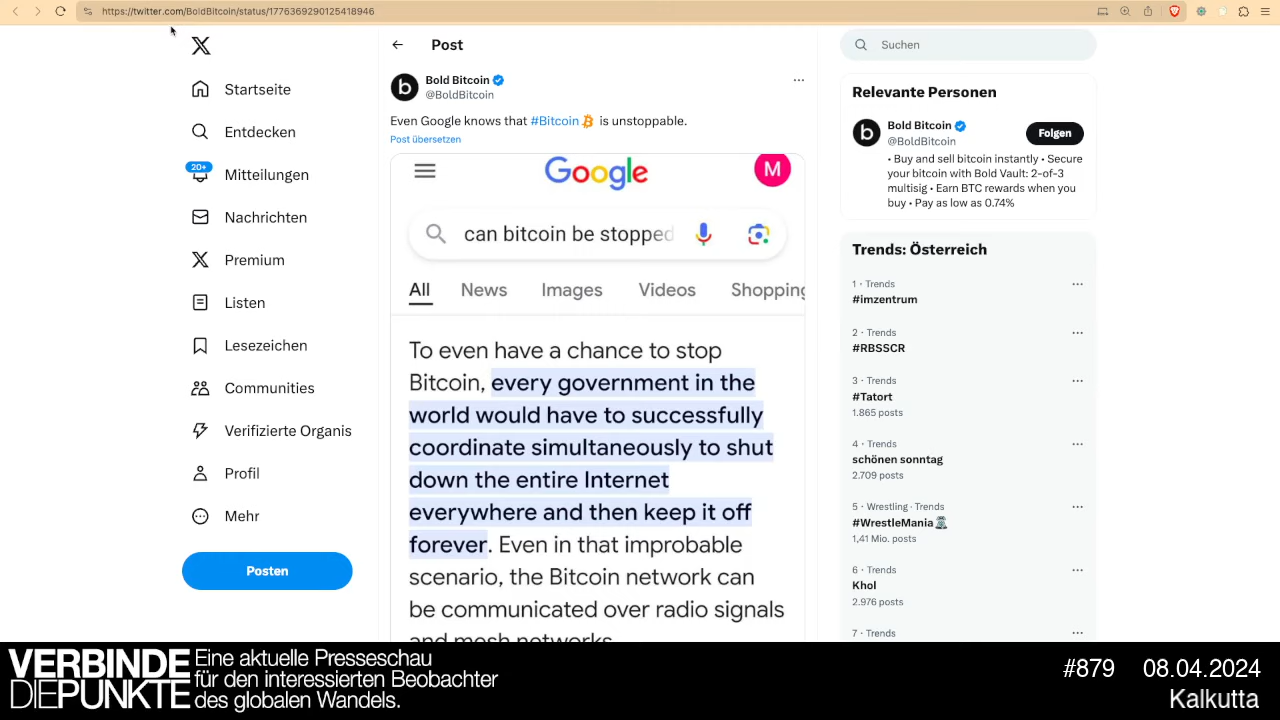 https://twitter.com/BoldBitcoin/status/1776369290125418946
Startseite
Entdecken
20+
Mitteilungen
Nachrichten
Premium
Listen
Lesezeichen
Communities
Verifizierte Organis
Profil
Mehr
Posten
Post
Bold Bitcoin
@BoldBitcoin
Even Google knows that #Bitcoin is unstoppable.
Post übersetzen
Google
M
can bitcoin be stopped
All News Images Videos Shopping
To even have a chance to stop
Bitcoin, every government in the
world would have to successfully
coordinate simultaneously to shut
down the entire Internet
everywhere and then keep it off
forever. Even in that improbable
scenario, the Bitcoin network can
be communicated over radio signals
and mesh networks.
Suchen
Relevante Personen
Bold Bitcoin
@BoldBitcoin
Folgen
• Buy and sell bitcoin instantly • Secure
your bitcoin with Bold Vault: 2-of-3
multisig • Earn BTC rewards when you
buy • Pay as low as 0.74%
Trends: Österreich
1 · Trends
#imzentrum
2 · Trends
#RBSSCR
3 · Trends
#Tatort
1.865 posts
4 · Trends
schönen sonntag
2.709 posts
5 · Wrestling · Trends
#WrestleMania
1,41 Mio. posts
6 · Trends
Khol
2.976 posts
7 · Trends
VERBINDE
DIEPUNKTE
Eine aktuelle Presseschau
für den interessierten Beobachter
des globalen Wandels.
#879 08.04.2024
Kalkutta